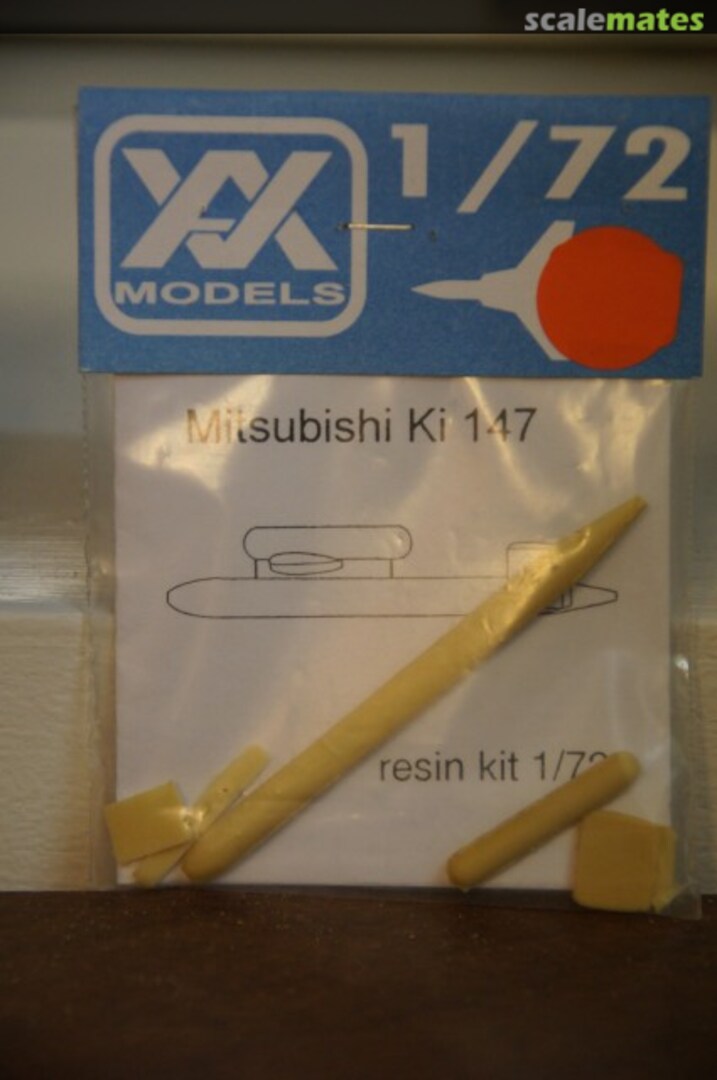 scalemates
1/72
MODELS
Mitsubishi Ki 147
resin kit 1/72